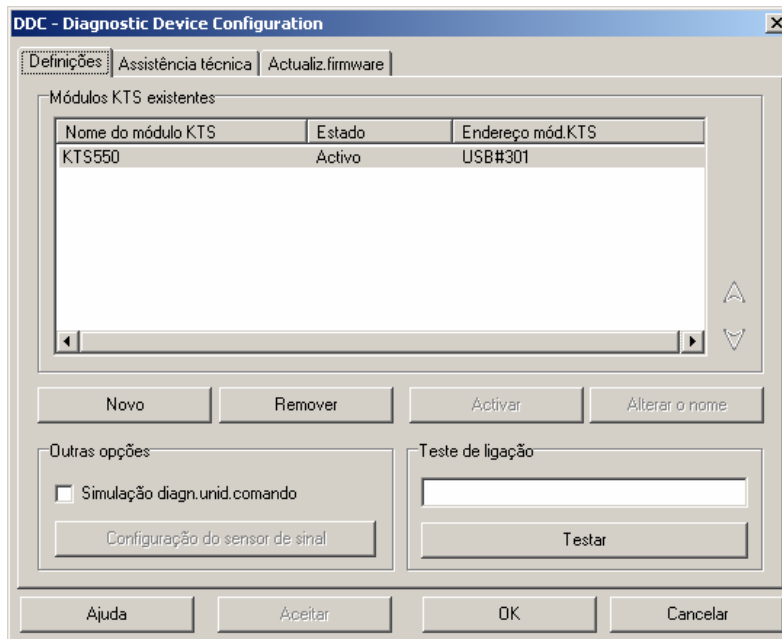 DDC - Diagnostic Device Configuration
Definições Assistência técnica Actualiz.firmware
Módulos KTS existentes
Nome do módulo KTS Estado Endereço mód.KTS
KTS550 Activo USB#301
Novo Remover Activar Alterar o nome
Outras opções Teste de ligação
Simulação diagn.unid.comando
Configuração do sensor de sinal Testar
Ajuda Aceitar OK Cancelar